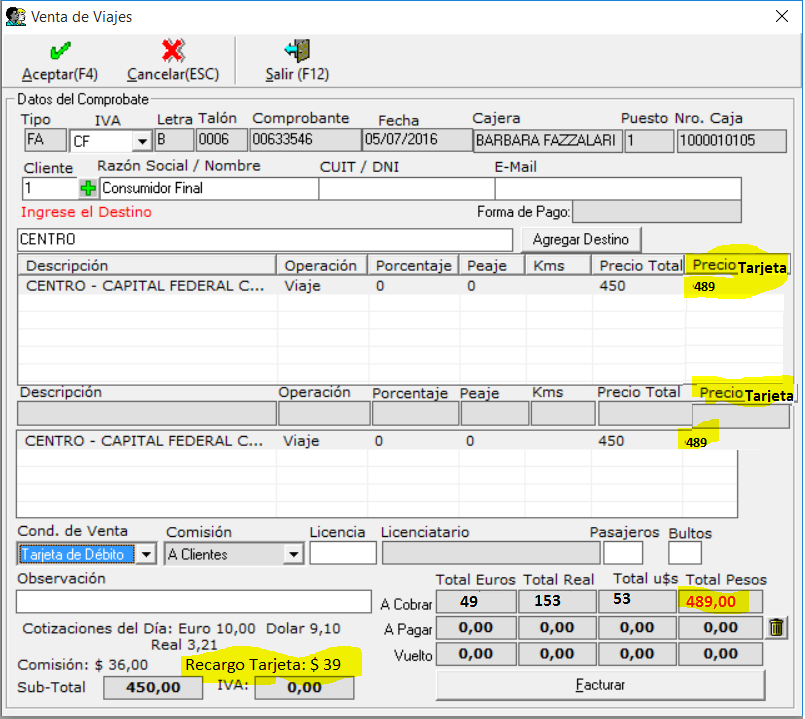 Venta de Viajes
Aceptar(F4) Cancelar(ESC) Salir (F12)
Datos del Comprobate
Tipo IVA Letra Talón Comprobante Fecha Cajera Puesto Nro. Caja
FA CF B 0006 00633546 05/07/2016 BARBARA FAZZALARI 1 1000010105
Cliente Razón Social / Nombre CUIT / DNI E-Mail
1 Consumidor Final
Ingrese el Destino Forma de Pago:
CENTRO Agregar Destino
Descripción Operación Porcentaje Peaje Kms Precio Total Precio Tarjeta
CENTRO - CAPITAL FEDERAL C... Viaje 0 0 450 489
Descripción Operación Porcentaje Peaje Kms Precio Total Precio Tarjeta
CENTRO - CAPITAL FEDERAL C... Viaje 0 0 450 489
Cond. de Venta Comisión Licencia Licenciatario Pasajeros Bultos
Tarjeta de Débito A Clientes
Observación Total Euros Total Real Total u$s Total Pesos
A Cobrar 49 153 53 489,00
Cotizaciones del Día: Euro 10,00 Dolar 9,10 A Pagar 0,00 0,00 0,00 0,00
Real 3,21
Comisión: $ 36,00 Recargo Tarjeta: $ 39 Vuelto 0,00 0,00 0,00 0,00
Sub-Total 450,00 IVA: 0,00 Facturar